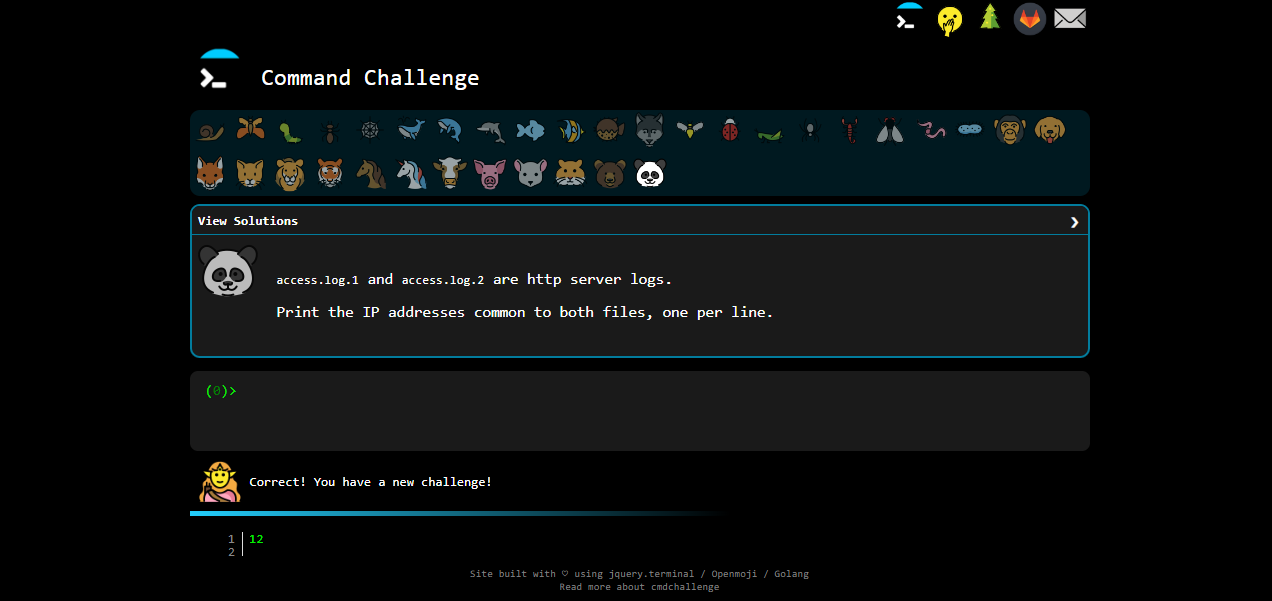 Command Challenge
View Solutions
access.log.1 and access.log.2 are http server logs.
Print the IP addresses common to both files, one per line.
(0)>
Correct! You have a new challenge!
1 12
2
Site built with ♡ using jquery.terminal / Openmoji / Golang
Read more about cmdchallenge